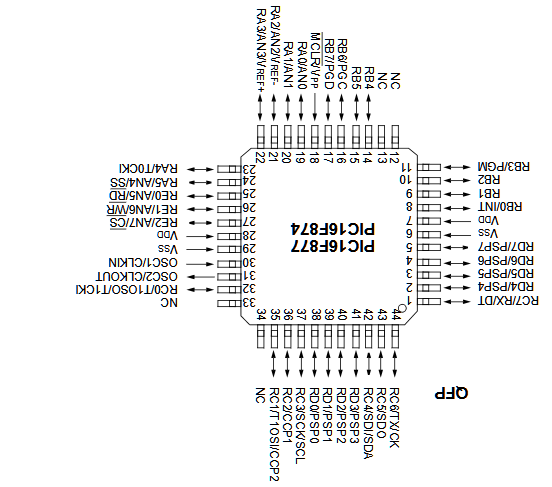 QFP
RC6/TX/CK
RC5/SDO
RC4/SDI/SDA
RD3/PSP3
RD2/PSP2
RD1/PSP1
RD0/PSP0
RC3/SCK/SCL
RC2/CCP1
RC1/T1OSI/CCP2
NC
44
43
42
41
40
39
38
37
36
35
34
RC7/RX/DT 1
RD4/PSP4 2
RD5/PSP5 3
RD6/PSP6 4
RD7/PSP7 5
VSS 6
VDD 7
RB0/INT 8
RB1 9
RB2 10
RB3/PGM 11
PIC16F877
PIC16F874
33 NC
32 RC0/T1OSO/T1CKI
31 OSC2/CLKOUT
30 OSC1/CLKIN
29 VSS
28 VDD
27 RE2/AN7/CS
26 RE1/AN6/WR
25 RE0/AN5/RD
24 RA5/AN4/SS
23 RA4/T0CKI
12
13
14
15
16
17
18
19
20
21
22
NC
NC
RB4
RB5
RB6/PGC
RB7/PGD
MCLR/VPP
RA0/AN0
RA1/AN1
RA2/AN2/VREF-
RA3/AN3/VREF+